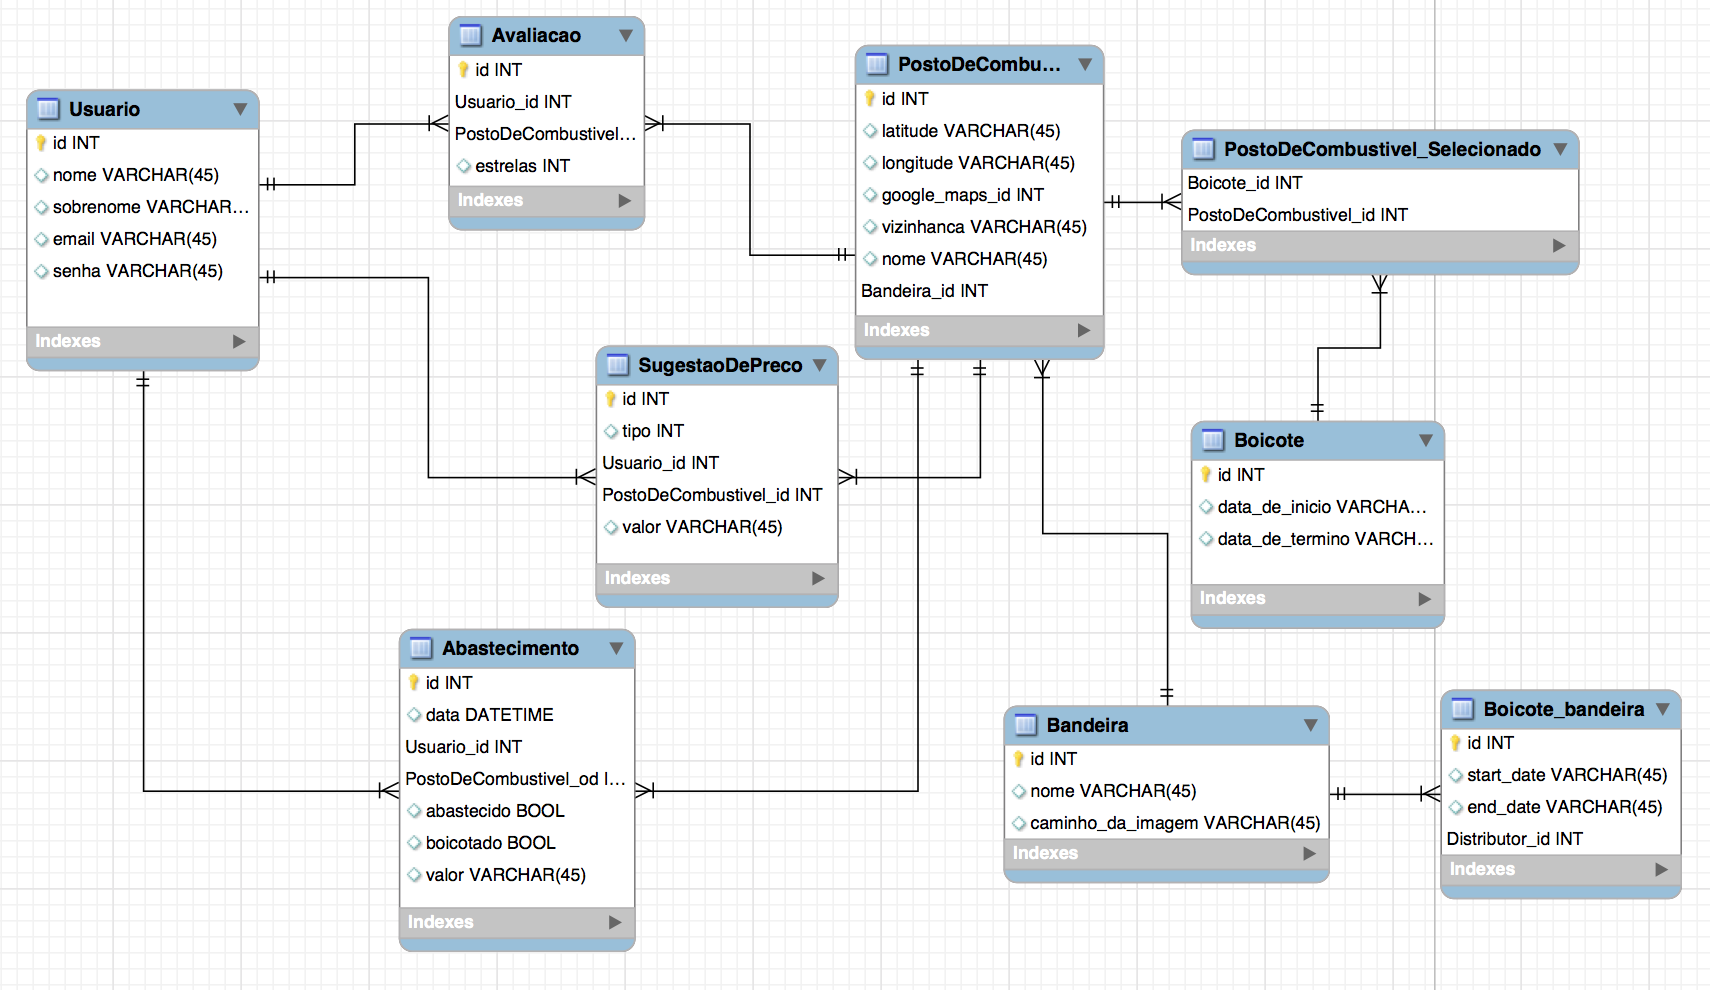 Usuario
id INT
nome VARCHAR(45)
sobrenome VARCHAR...
email VARCHAR(45)
senha VARCHAR(45)
Indexes
Avaliacao
id INT
Usuario_id INT
PostoDeCombustivel...
estrelas INT
Indexes
PostoDeCombu...
id INT
latitude VARCHAR(45)
longitude VARCHAR(45)
google_maps_id INT
vizinhanca VARCHAR(45)
nome VARCHAR(45)
Bandeira_id INT
Indexes
PostoDeCombustivel_Selecionado
Boicote_id INT
PostoDeCombustivel_id INT
Indexes
SugestaoDePreco
id INT
tipo INT
Usuario_id INT
PostoDeCombustivel_id INT
valor VARCHAR(45)
Indexes
Boicote
id INT
data_de_inicio VARCHA...
data_de_termino VARCH...
Indexes
Abastecimento
id INT
data DATETIME
Usuario_id INT
PostoDeCombustivel_od I...
abastecido BOOL
boicotado BOOL
valor VARCHAR(45)
Indexes
Bandeira
id INT
nome VARCHAR(45)
caminho_da_imagem VARCHAR(45)
Indexes
Boicote_bandeira
id INT
start_date VARCHAR(45)
end_date VARCHAR(45)
Distributor_id INT
Indexes